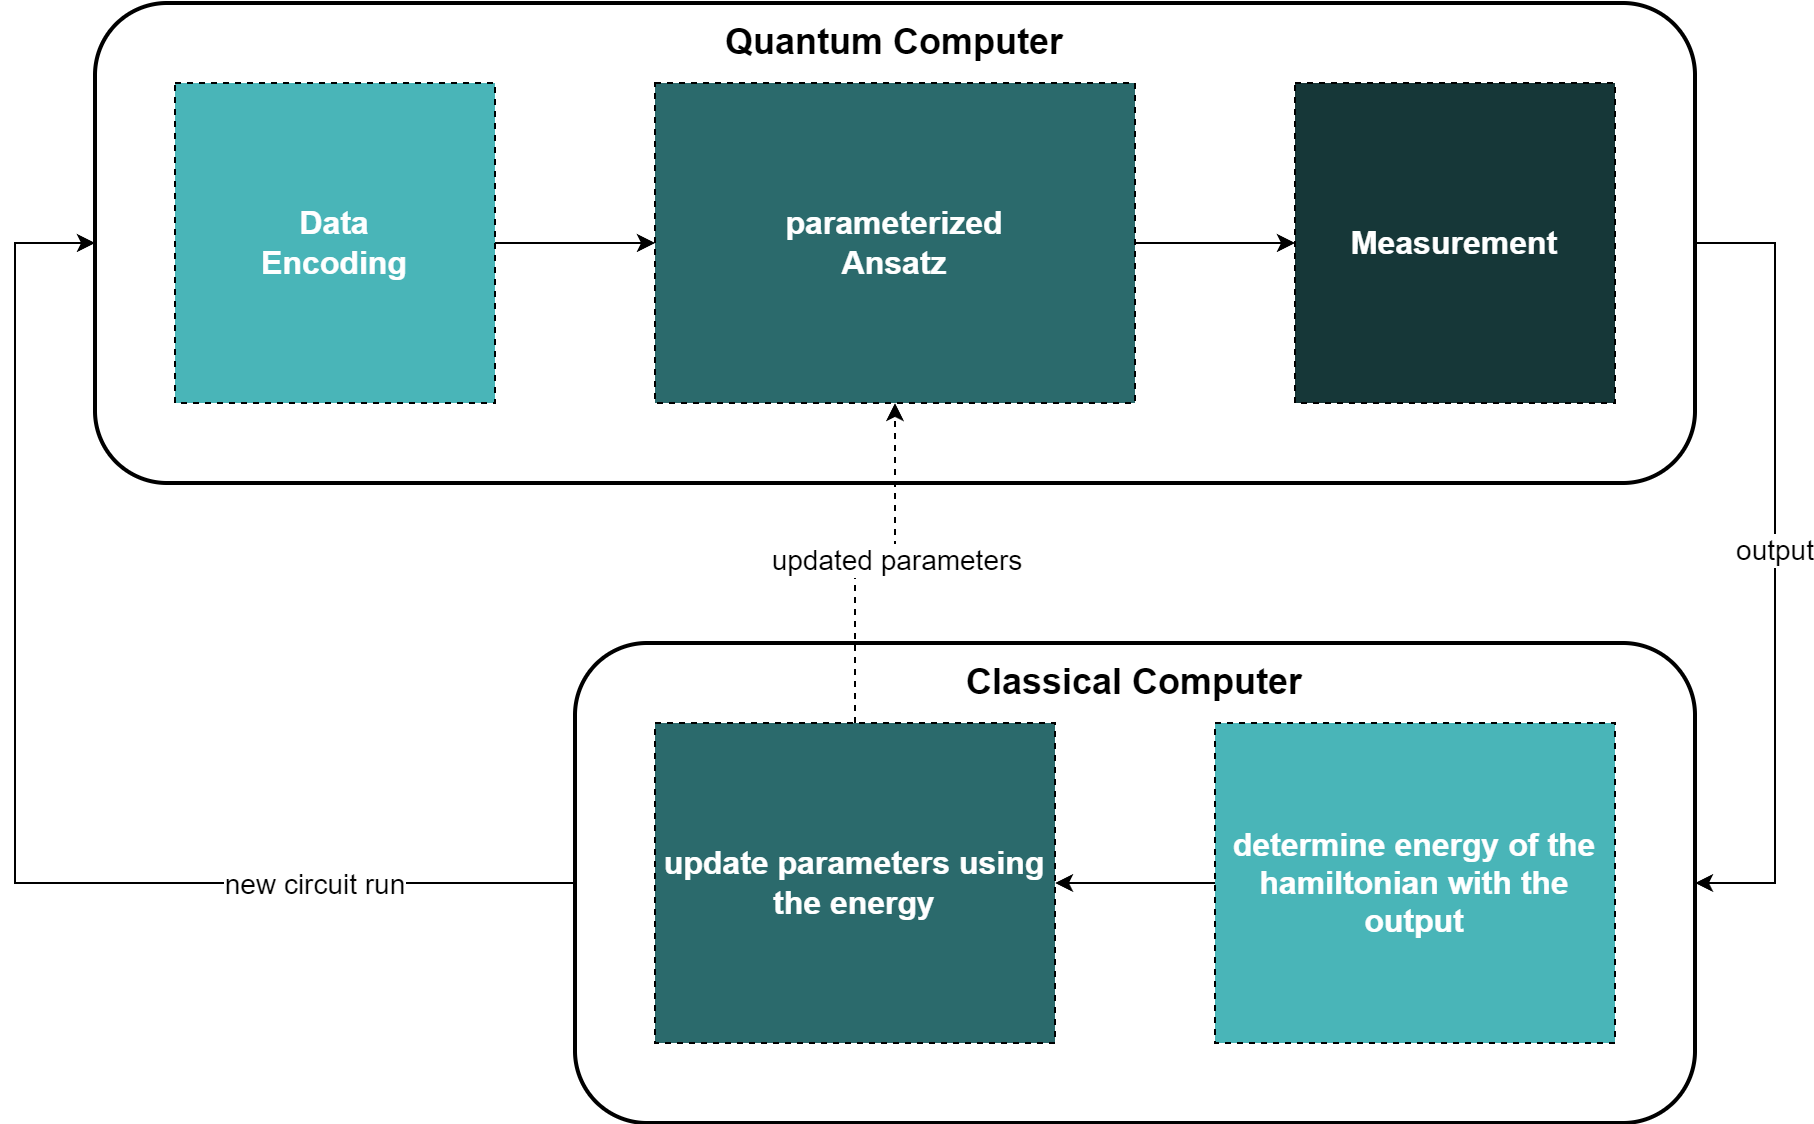 Quantum Computer
Data
Encoding
parameterized
Ansatz
Measurement
updated parameters
output
Classical Computer
update parameters using
the energy
determine energy of the
hamiltonian with the
output
new circuit run